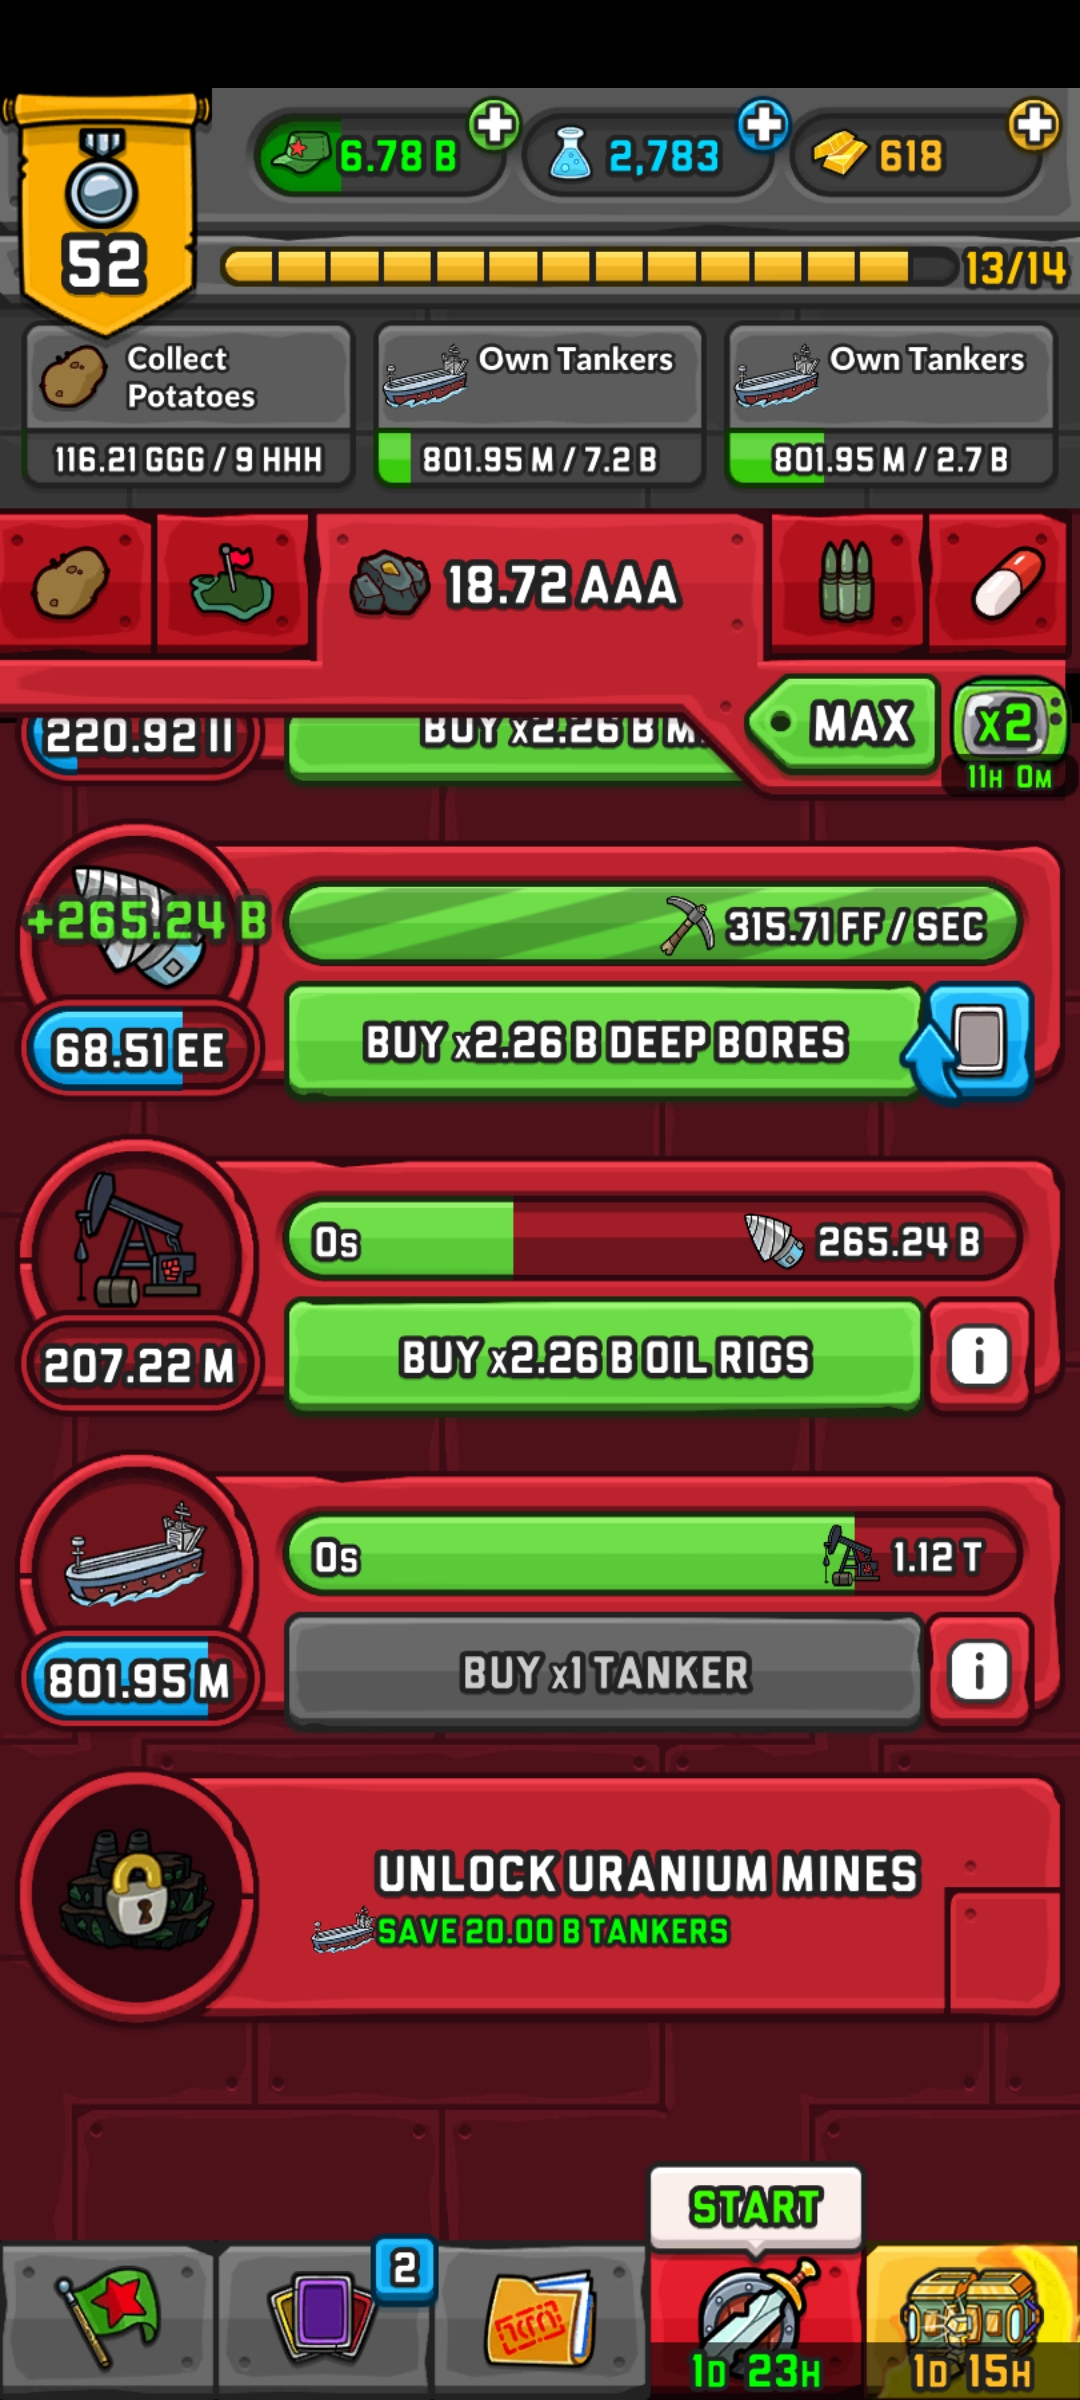 6.78 B
2,783
618
52
13/14
Collect
Potatoes
116.21 GGG / 9 HHH
Own Tankers
801.95 M / 7.2 B
Own Tankers
801.95 M / 2.7 B
18.72 AAA
MAX
x2
11H 0M
220.92 II
BUY x2.26 B M
+265.24 B
315.71 FF / SEC
68.51 EE
BUY x2.26 B DEEP BORES
0s
265.24 B
207.22 M
BUY x2.26 B OIL RIGS
i
0s
1.12 T
801.95 M
BUY x1 TANKER
i
UNLOCK URANIUM MINES
SAVE 20.00 B TANKERS
START
2
1D 23H
1D 15H